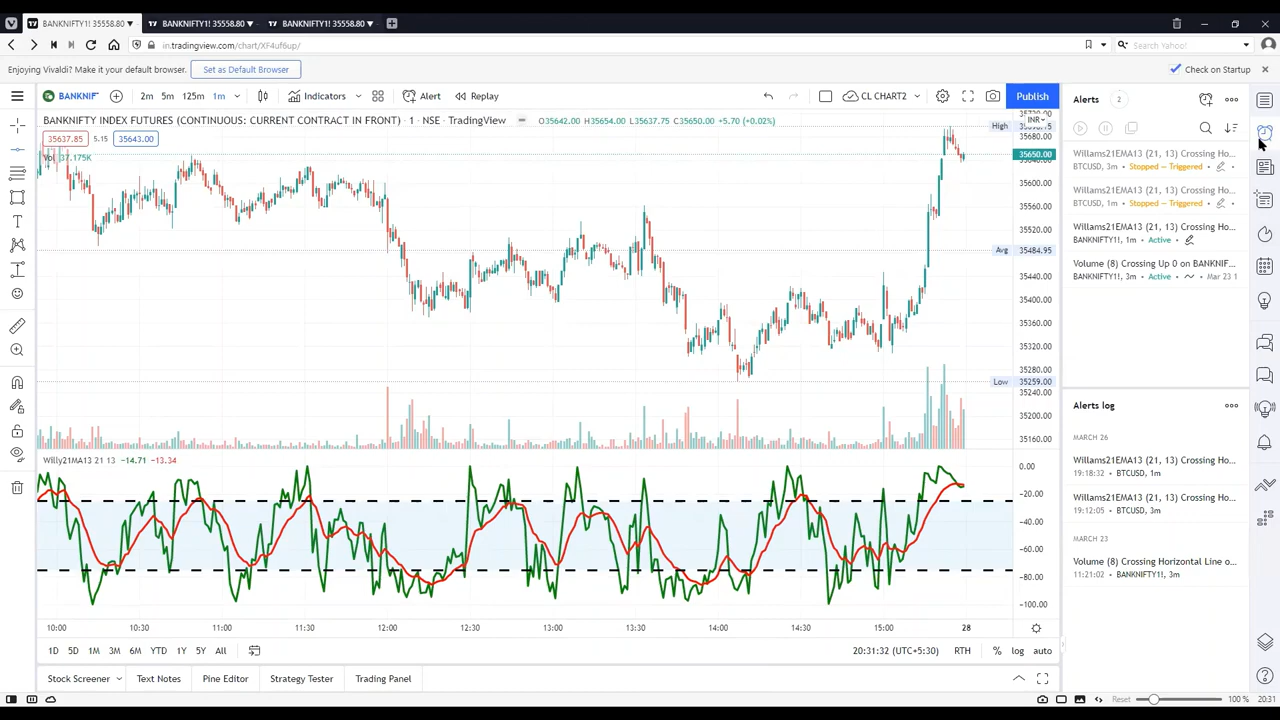 BANKNIFTY1! 35558.80 ▼
BANKNIFTY1! 35558.80 ▼
BANKNIFTY1! 35558.80 ▼
in.tradingview.com/chart/XF4uf6up/
Search Yahoo!
Enjoying Vivaldi? Make it your default browser.
Set as Default Browser
Check on Startup
BANKNIF
2m
5m
125m
1m
Indicators
Alert
Replay
CL CHART2
Publish
BANKNIFTY INDEX FUTURES (CONTINUOUS: CURRENT CONTRACT IN FRONT) · 1 · NSE · TradingView
O35642.00 H35654.00 L35637.75 C35650.00 +5.70 (+0.02%)
35637.85
5.15
35643.00
Vol
37.175K
INR
High
35680.00
35650.00
35600.00
35560.00
35520.00
Avg
35484.95
35440.00
35400.00
35360.00
35320.00
35280.00
Low
35259.00
35240.00
35200.00
35160.00
Willy21MA13 21 13 −14.71 −13.34
0.00
−20.00
−40.00
−60.00
−80.00
−100.00
10:00
10:30
11:00
11:30
12:00
12:30
13:00
13:30
14:00
14:30
15:00
28
1D
5D
1M
3M
6M
YTD
1Y
5Y
All
20:31:32 (UTC+5:30)
RTH
%
log
auto
Stock Screener
Text Notes
Pine Editor
Strategy Tester
Trading Panel
Alerts
2
Willams21EMA13 (21, 13) Crossing Ho...
BTCUSD, 3m • Stopped — Triggered •
Willams21EMA13 (21, 13) Crossing Ho...
BTCUSD, 1m • Stopped — Triggered •
Willams21EMA13 (21, 13) Crossing Ho...
BANKNIFTY1!, 1m • Active •
Volume (8) Crossing Up 0 on BANKNIF...
BANKNIFTY1!, 3m • Active • • Mar 23 1
Alerts log
MARCH 26
Willams21EMA13 (21, 13) Crossing Ho...
19:18:32 • BTCUSD, 1m
Willams21EMA13 (21, 13) Crossing Ho...
19:12:05 • BTCUSD, 3m
MARCH 23
Volume (8) Crossing Horizontal Line o...
11:21:02 • BANKNIFTY1!, 3m
Reset
100 %
20:31